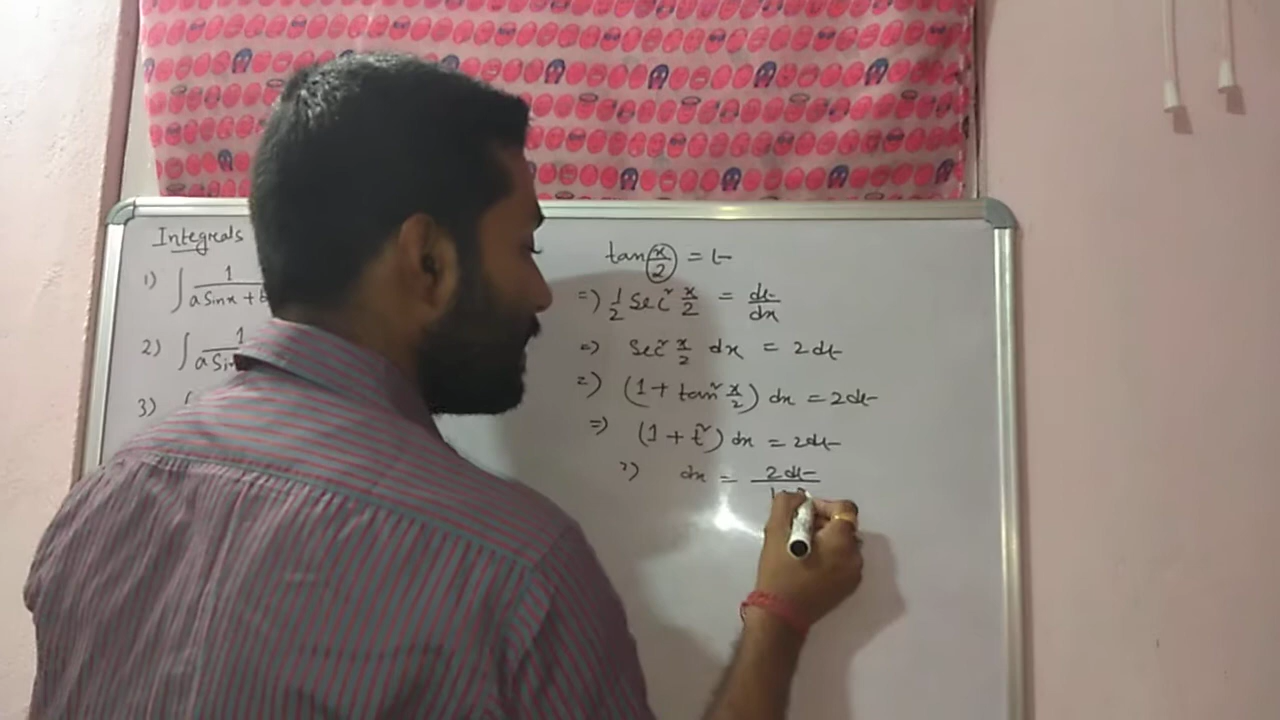 Integrals
1) ∫ 1 / a Sinx +
2) ∫ 1 / a Sin
3)
tan x/2 = t
=> 1/2 Sec² x/2 = dt/dx
=> Sec² x/2 dx = 2dt
=> (1 + tan² x/2) dx = 2dt
=> (1 + t²) dx = 2dt
=> dx = 2dt /